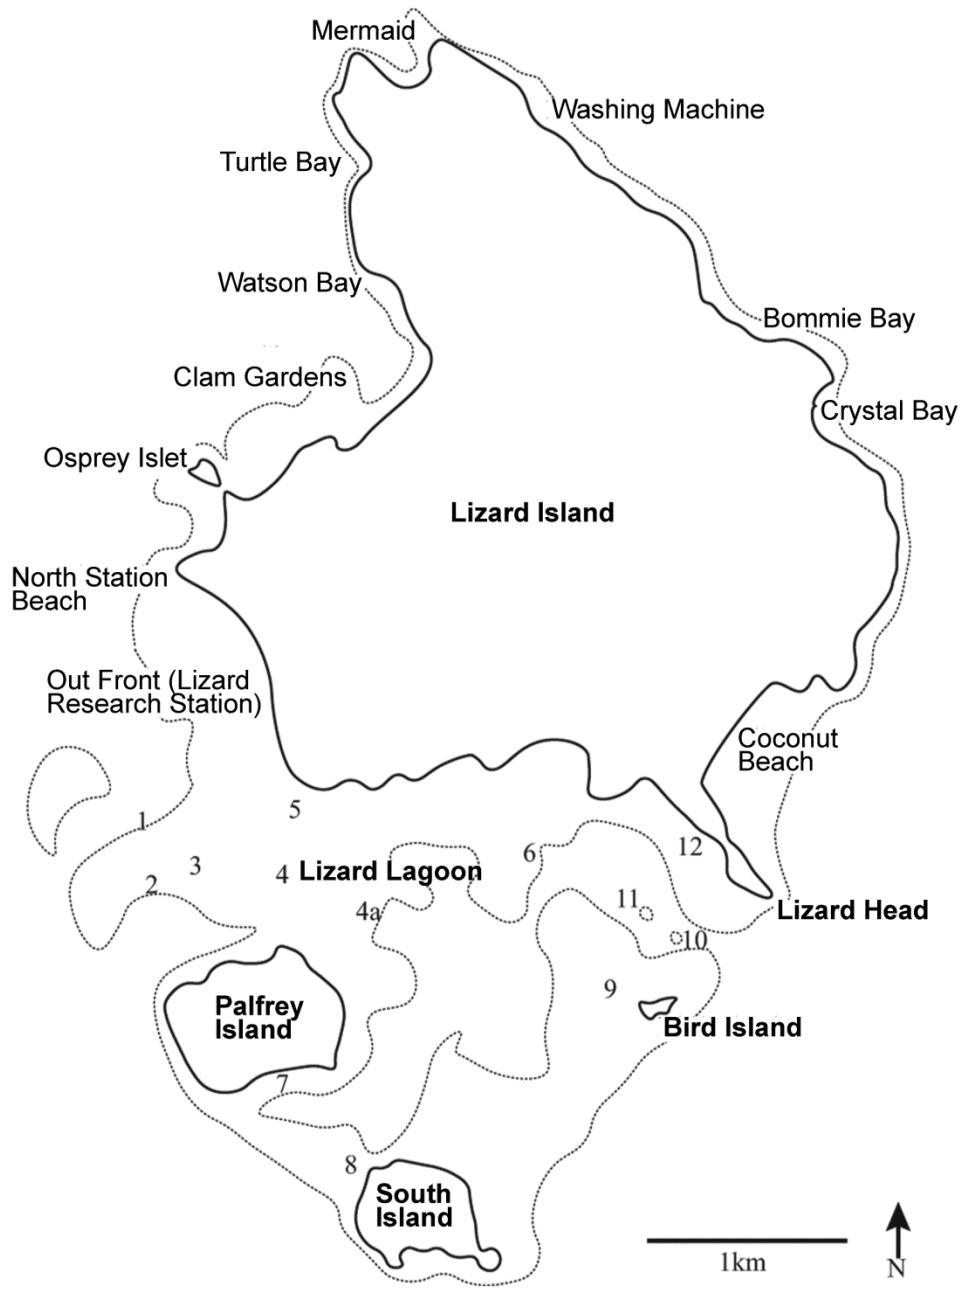 Mermaid
Washing Machine
Turtle Bay
Watson Bay
Bommie Bay
Clam Gardens
Crystal Bay
Osprey Islet
Lizard Island
North Station
Beach
Out Front (Lizard
Research Station)
Coconut
Beach
5
1
12
6
3
4 Lizard Lagoon
2
11
4a
Lizard Head
10
9
Palfrey
Island
Bird Island
7
8
South
Island
1km
N